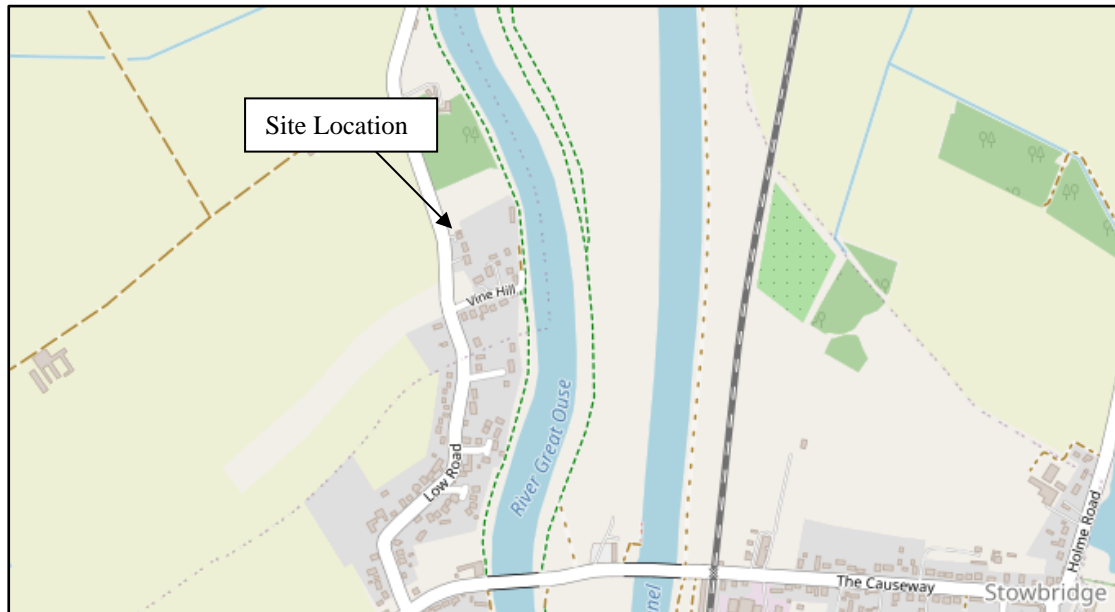 Site Location
Vine Hill
River Great Ouse
Low Road
Holme Road
nel
The Causeway
Stowbridge